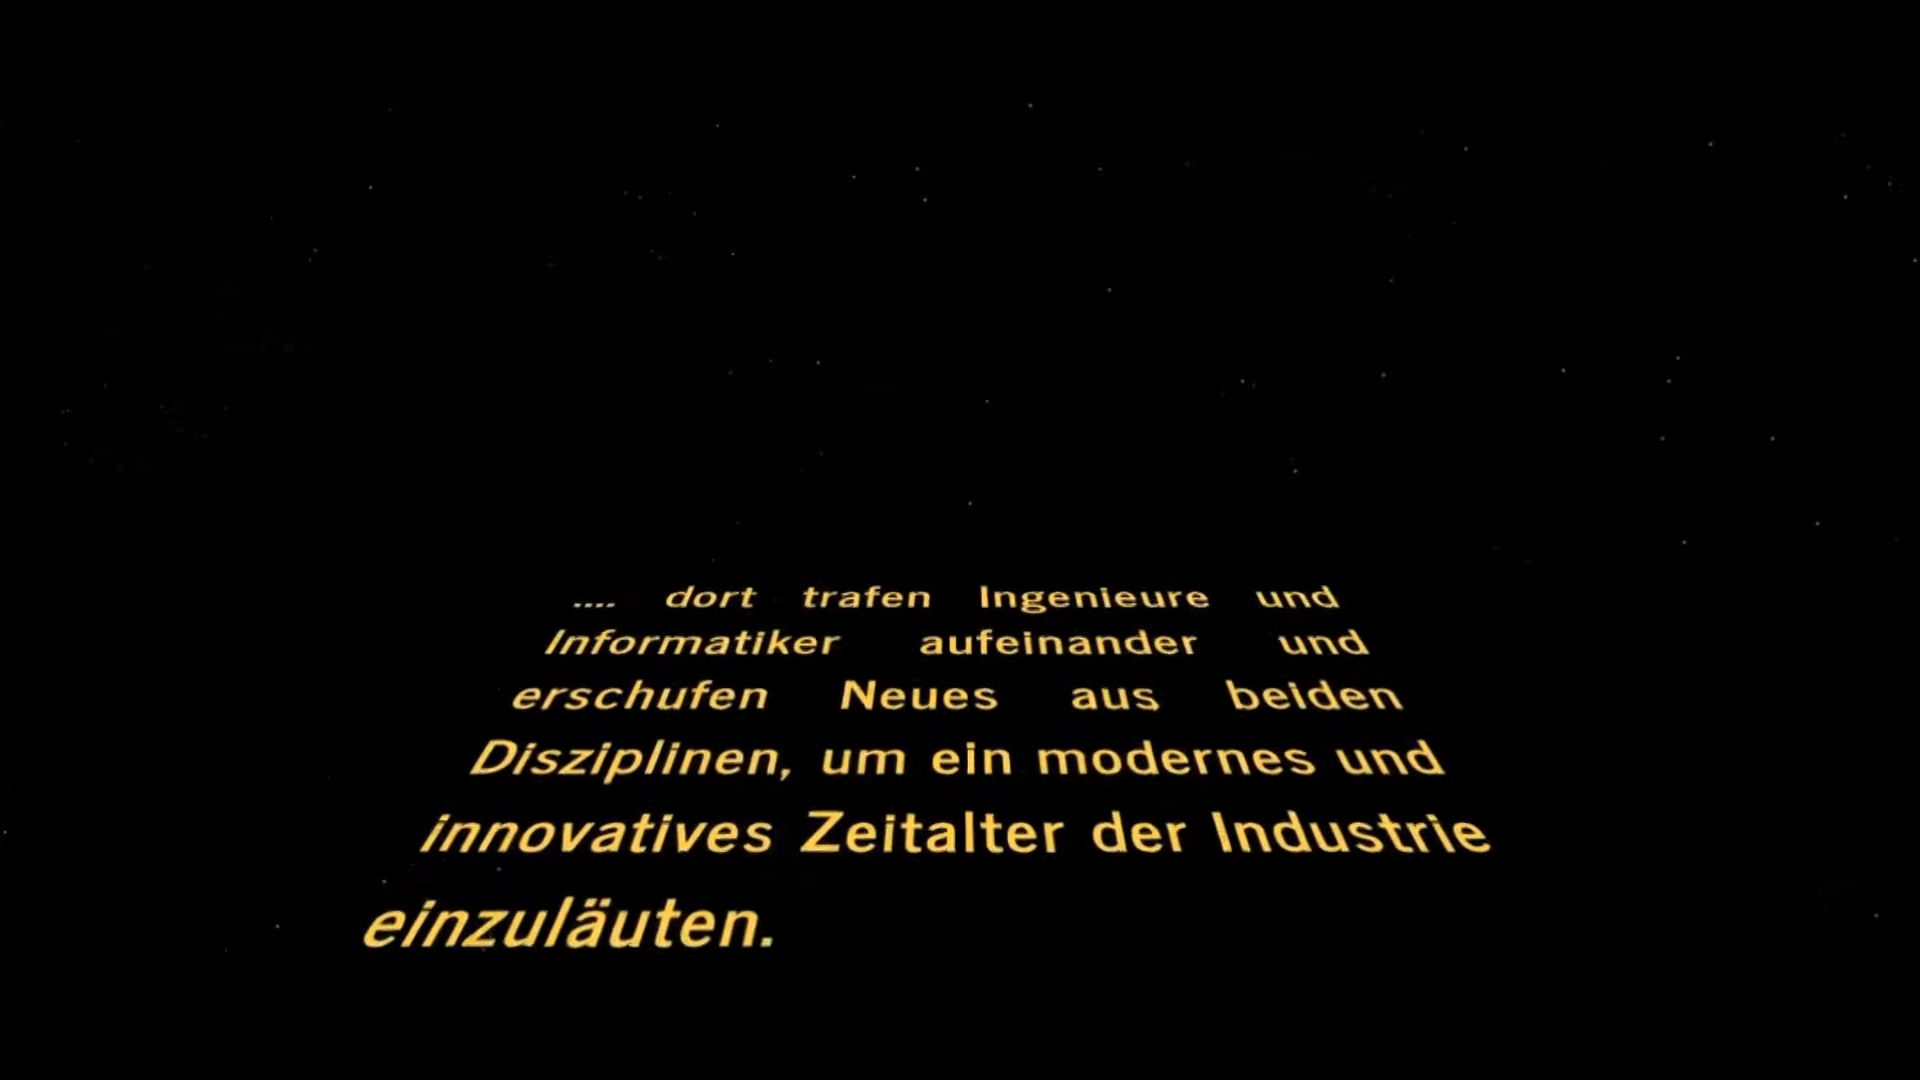 .... dort trafen Ingenieure und
Informatiker aufeinander und
erschufen Neues aus beiden
Disziplinen, um ein modernes und
innovatives Zeitalter der Industrie
einzuläuten.